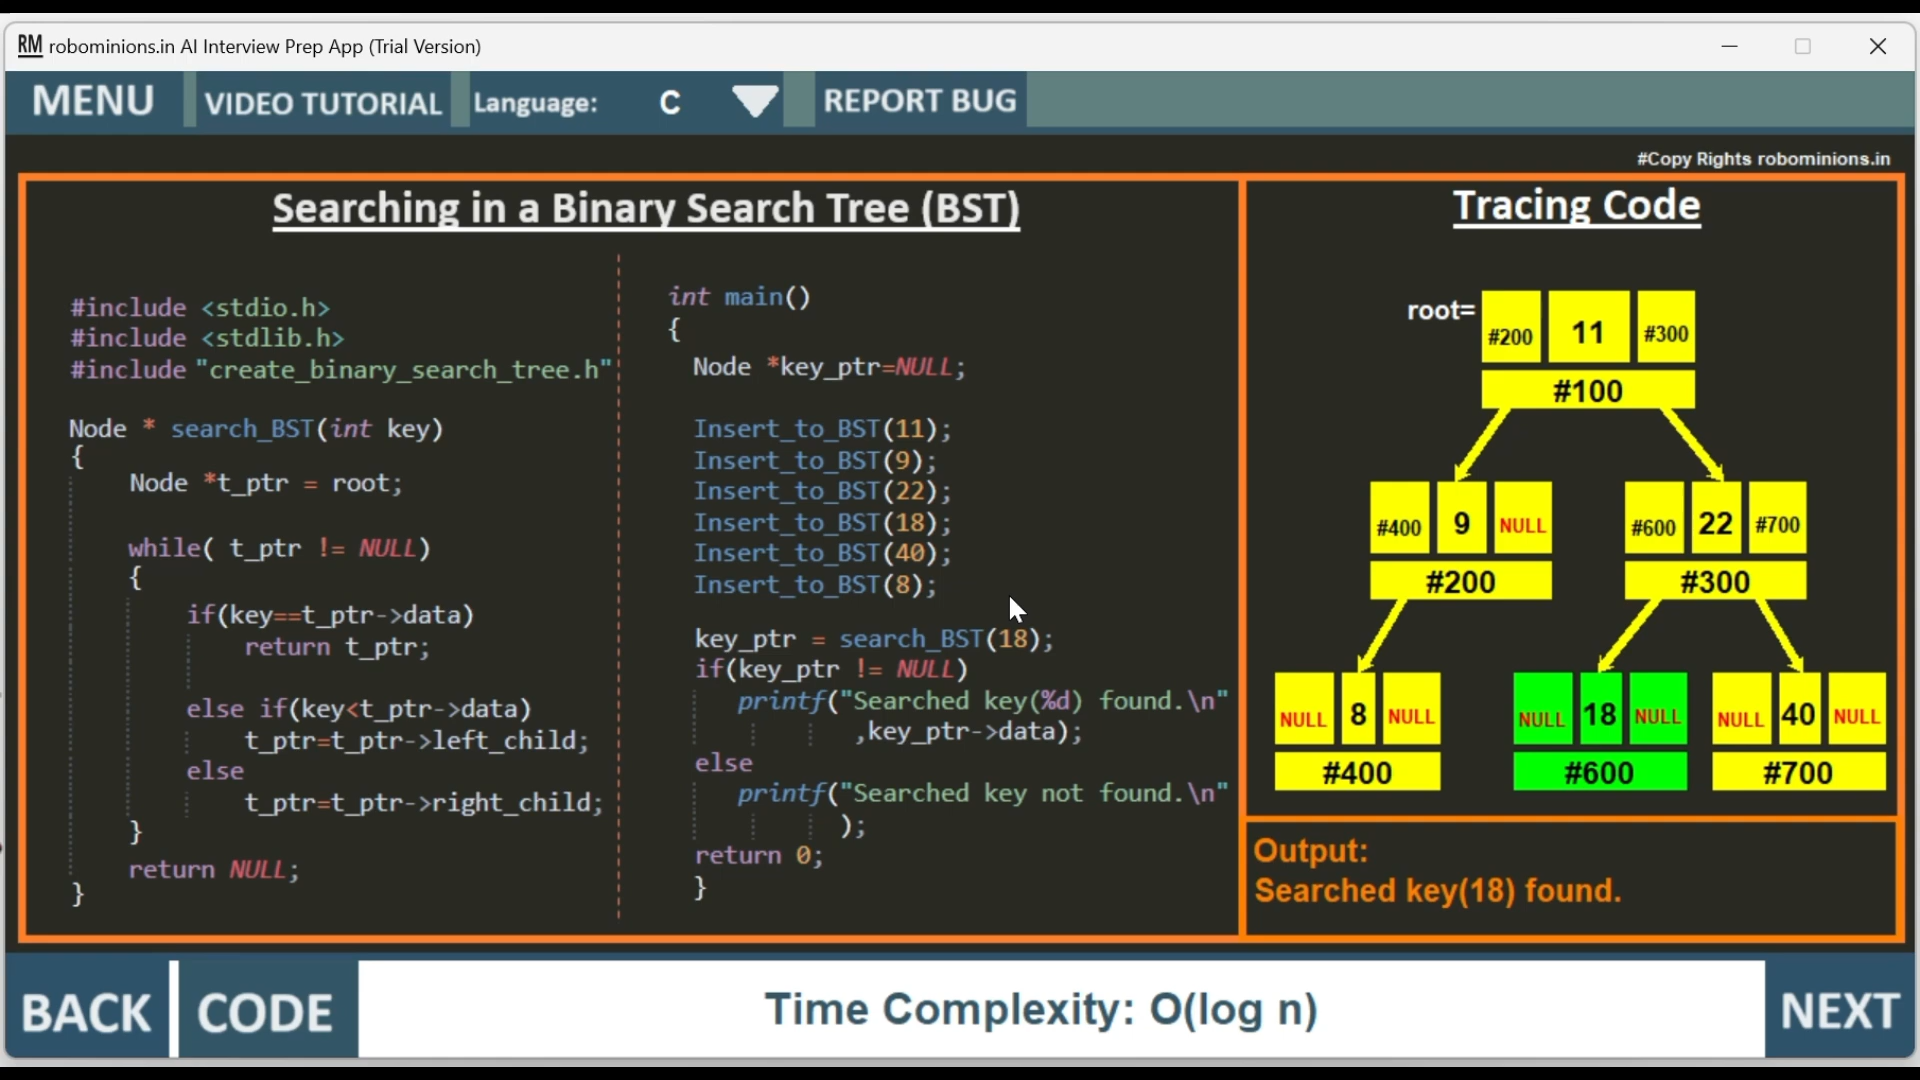 RM robominions.in AI Interview Prep App (Trial Version)
MENU VIDEO TUTORIAL Language: C REPORT BUG
#Copy Rights robominions.in
Searching in a Binary Search Tree (BST)
#include <stdio.h>
#include <stdlib.h>
#include "create_binary_search_tree.h"
Node * search_BST(int key)
{
Node *t_ptr = root;
while( t_ptr != NULL)
{
if(key==t_ptr->data)
return t_ptr;
else if(key<t_ptr->data)
t_ptr=t_ptr->left_child;
else
t_ptr=t_ptr->right_child;
}
return NULL;
}
int main()
{
Node *key_ptr=NULL;
Insert_to_BST(11);
Insert_to_BST(9);
Insert_to_BST(22);
Insert_to_BST(18);
Insert_to_BST(40);
Insert_to_BST(8);
key_ptr = search_BST(18);
if(key_ptr != NULL)
printf("Searched key(%d) found.\n"
,key_ptr->data);
else
printf("Searched key not found.\n"
);
return 0;
}
Tracing Code
root= #200 11 #300
#100
#400 9 NULL #600 22 #700
#200 #300
NULL 8 NULL NULL 18 NULL NULL 40 NULL
#400 #600 #700
Output:
Searched key(18) found.
BACK CODE Time Complexity: O(log n) NEXT